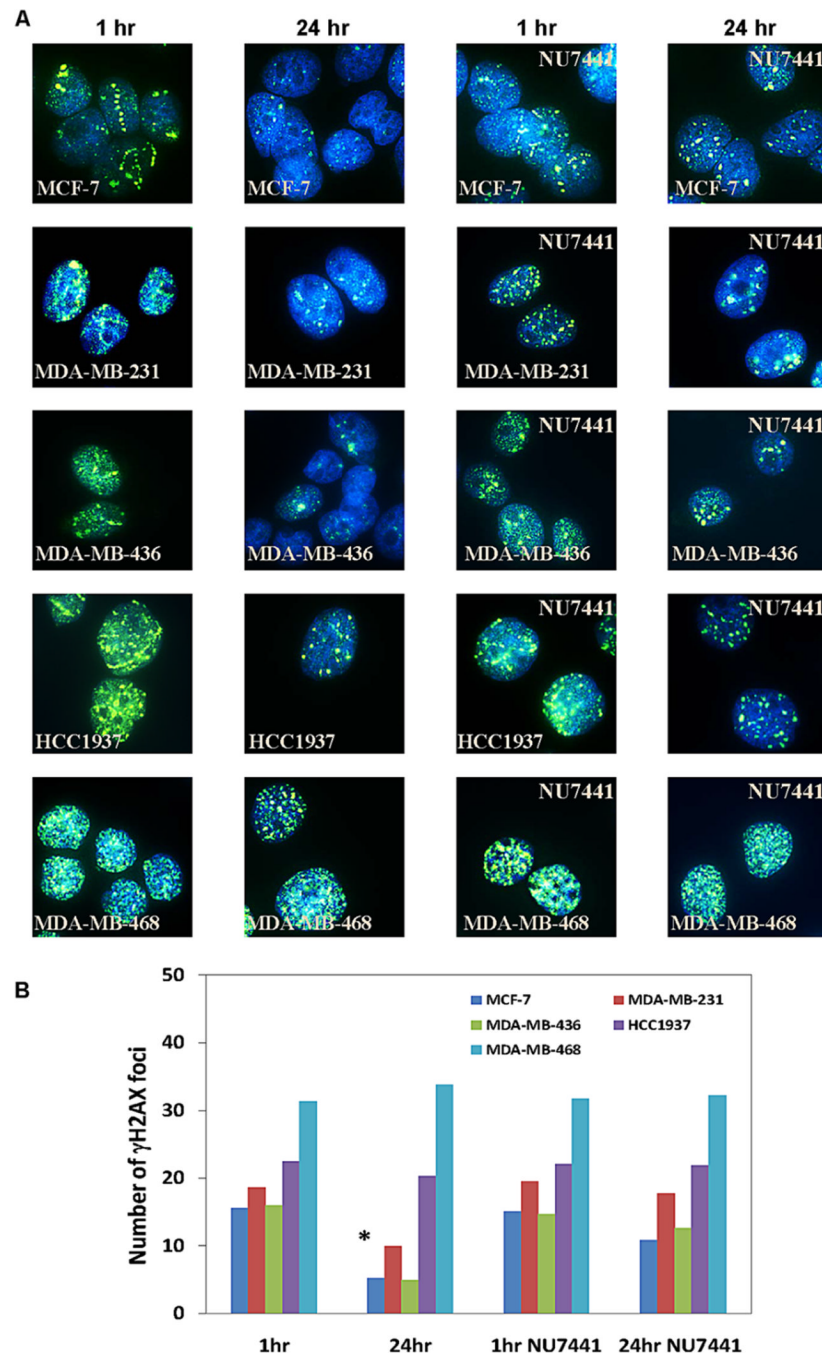 A
1 hr 24 hr 1 hr 24 hr
MCF-7
MCF-7
NU7441
MCF-7
NU7441
MCF-7
MDA-MB-231
MDA-MB-231
NU7441
MDA-MB-231
NU7441
MDA-MB-231
MDA-MB-436
MDA-MB-436
NU7441
MDA-MB-436
NU7441
MDA-MB-436
HCC1937
HCC1937
NU7441
HCC1937
NU7441
HCC1937
MDA-MB-468
MDA-MB-468
NU7441
MDA-MB-468
NU7441
MDA-MB-468
B
Number of γH2AX foci
50
40
30
20
10
0
MCF-7 MDA-MB-231
MDA-MB-436 HCC1937
MDA-MB-468
*
1hr 24hr 1hr NU7441 24hr NU7441